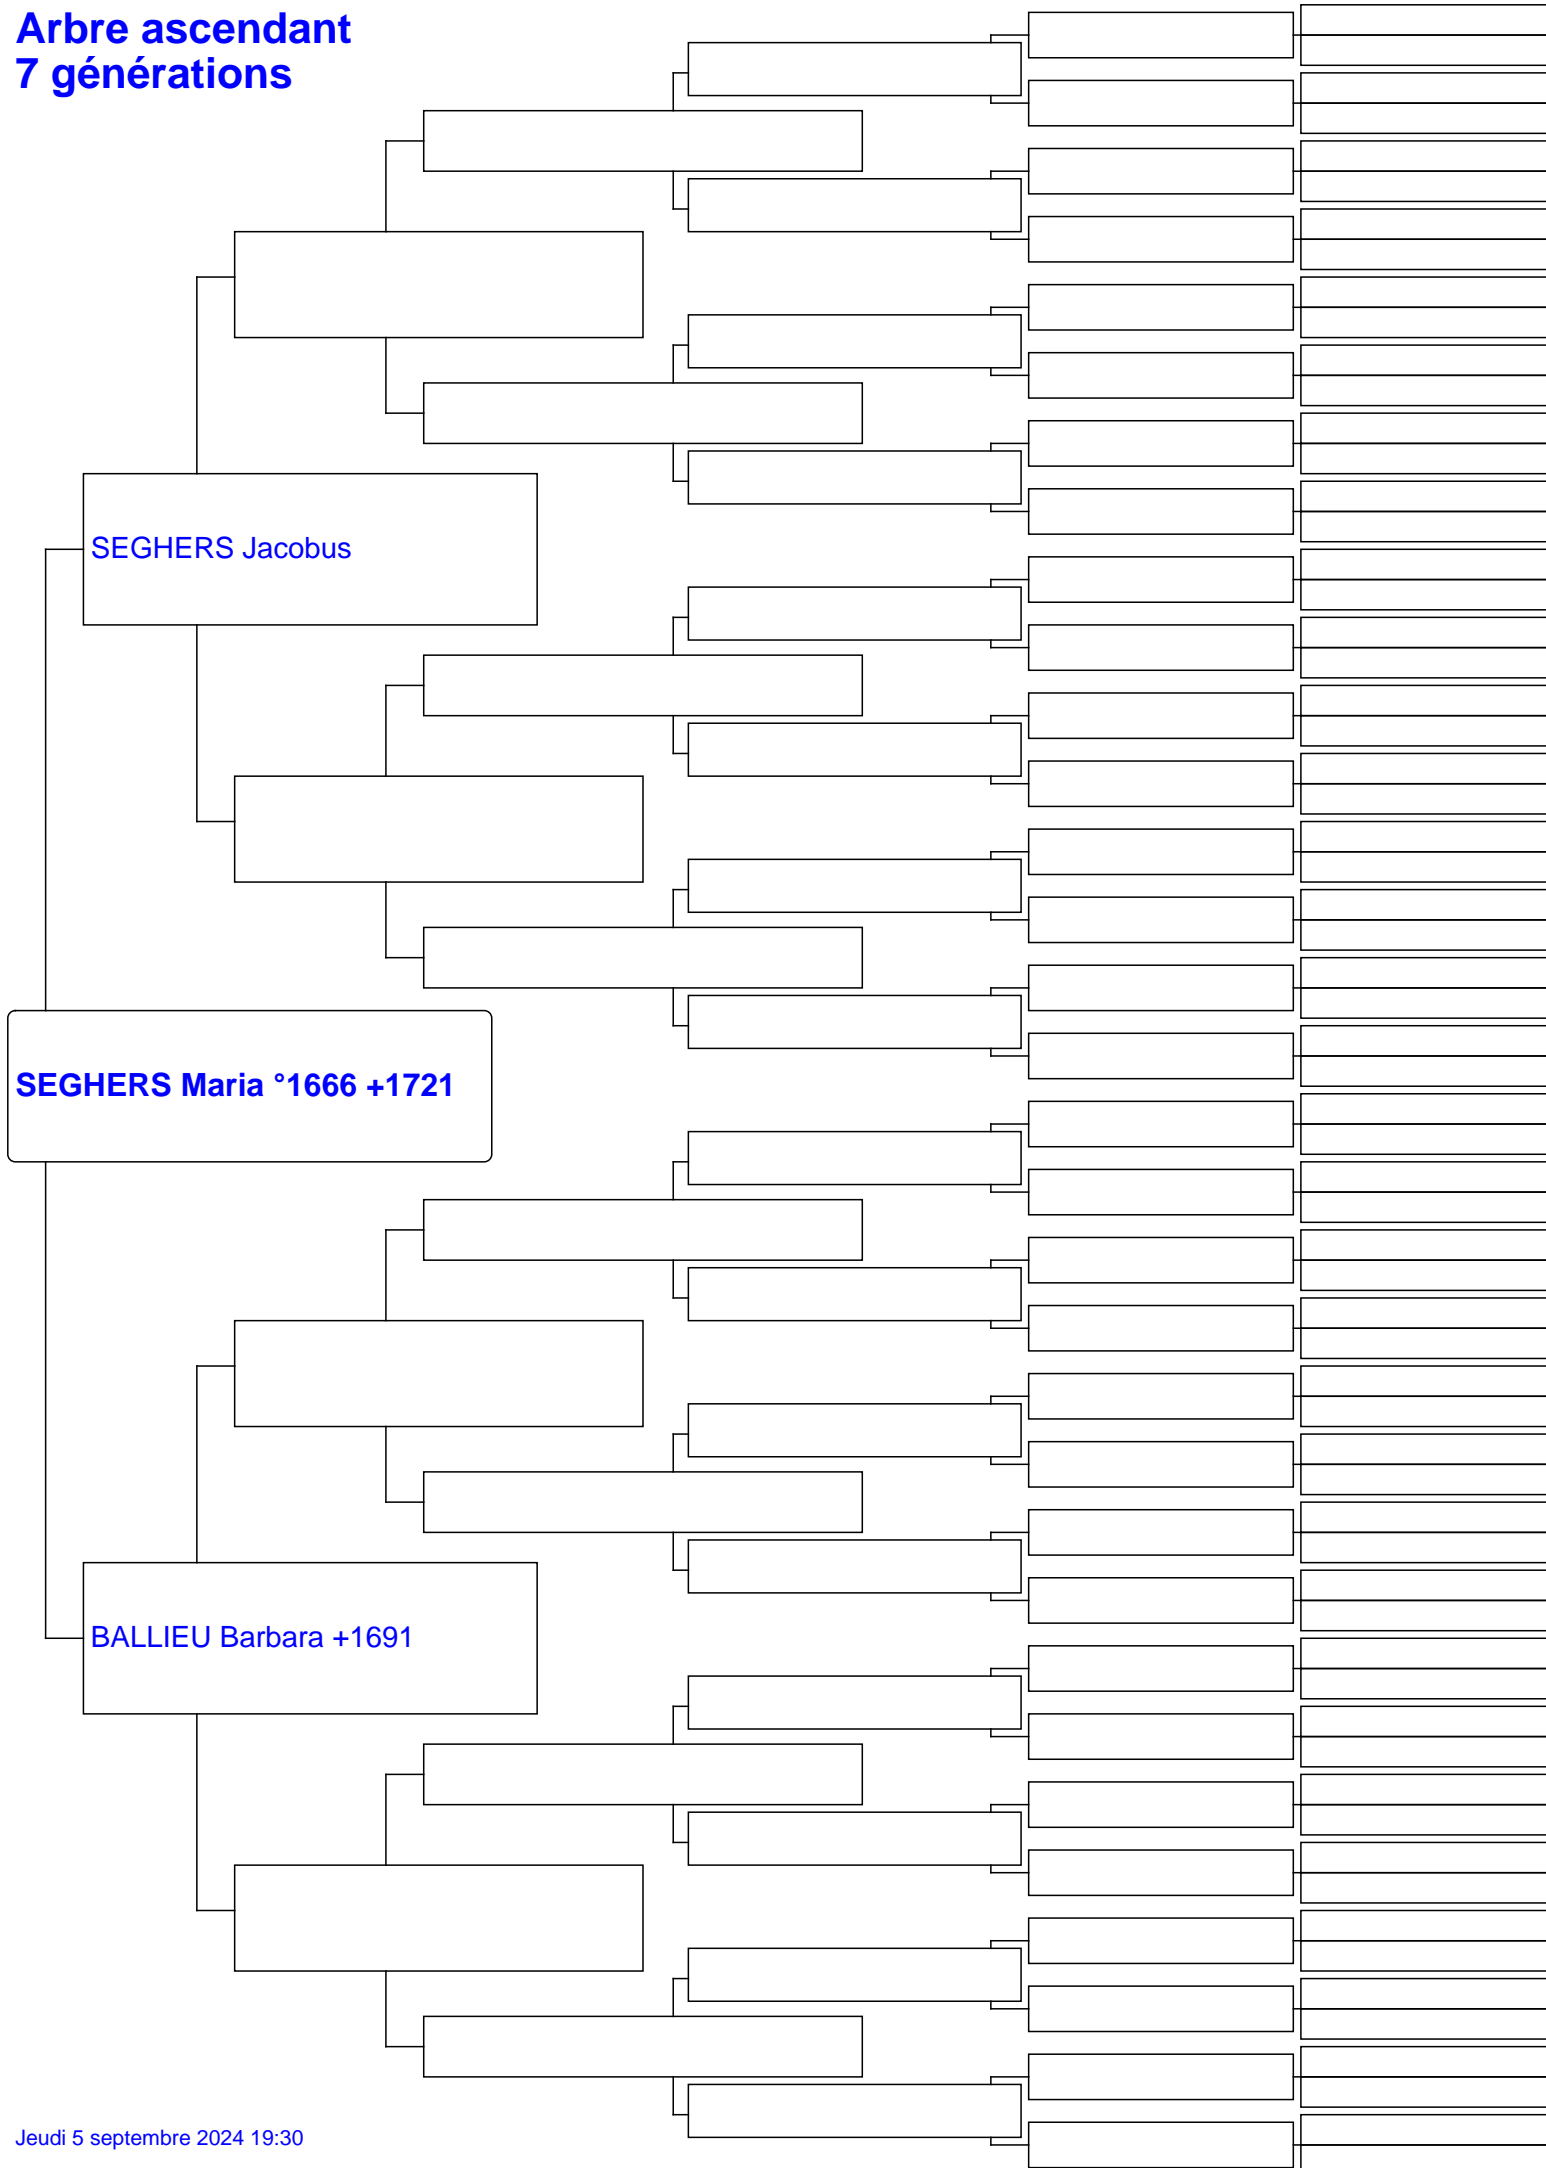 Arbre ascendant
7 générations
SEGHERS Jacobus
SEGHERS Maria °1666 +1721
BALLIEU Barbara +1691
Jeudi 5 septembre 2024 19:30